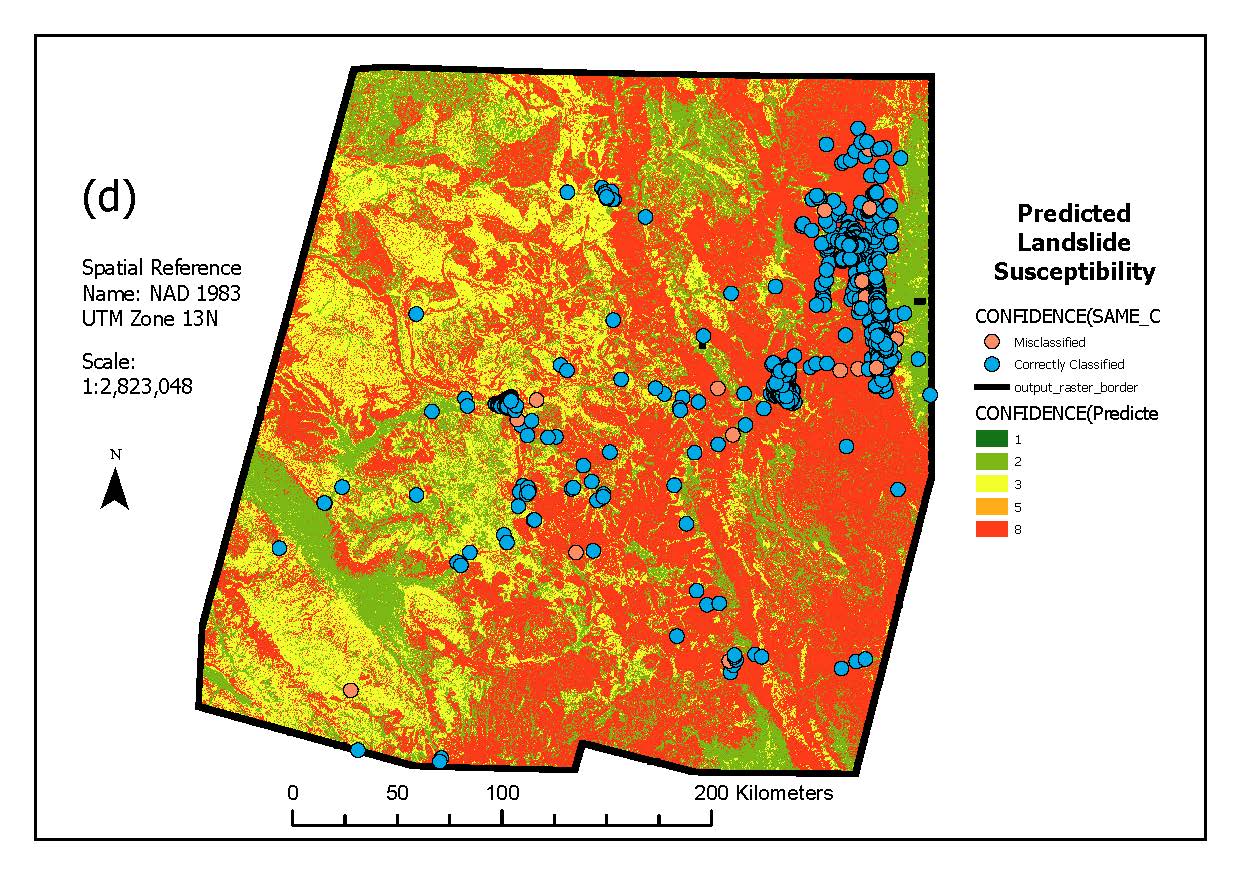 (d)
Spatial Reference
Name: NAD 1983
UTM Zone 13N
Scale:
1:2,823,048
N
0 50 100 200 Kilometers
Predicted
Landslide
Susceptibility
CONFIDENCE(SAME_C
Misclassified
Correctly Classified
output_raster_border
CONFIDENCE(Predicte
1
2
3
5
8